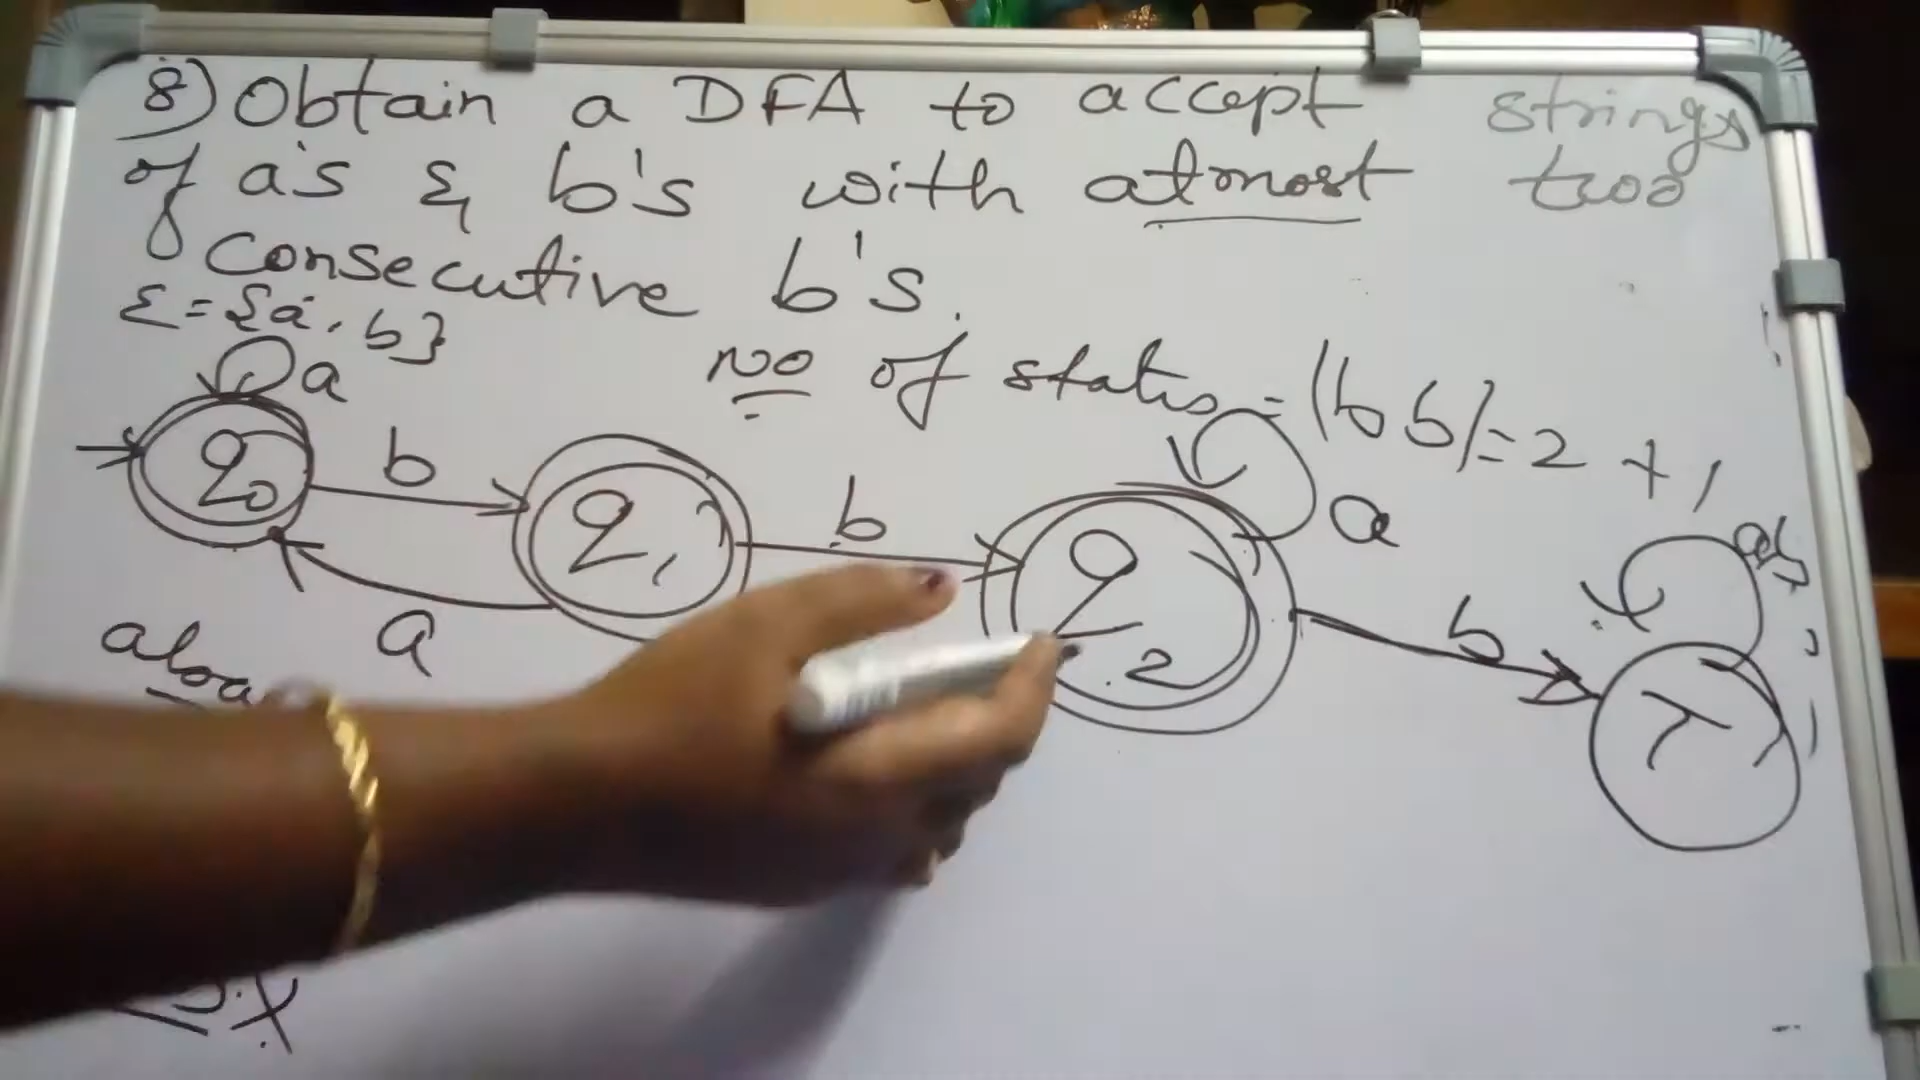 8) Obtain a DFA to accept strings
of a's & b's with atmost two
consecutive b's.
Σ = {a, b}
No of states = |bb| = 2 + 1
a
q0 b q1 b q2 a
a b a,b
T